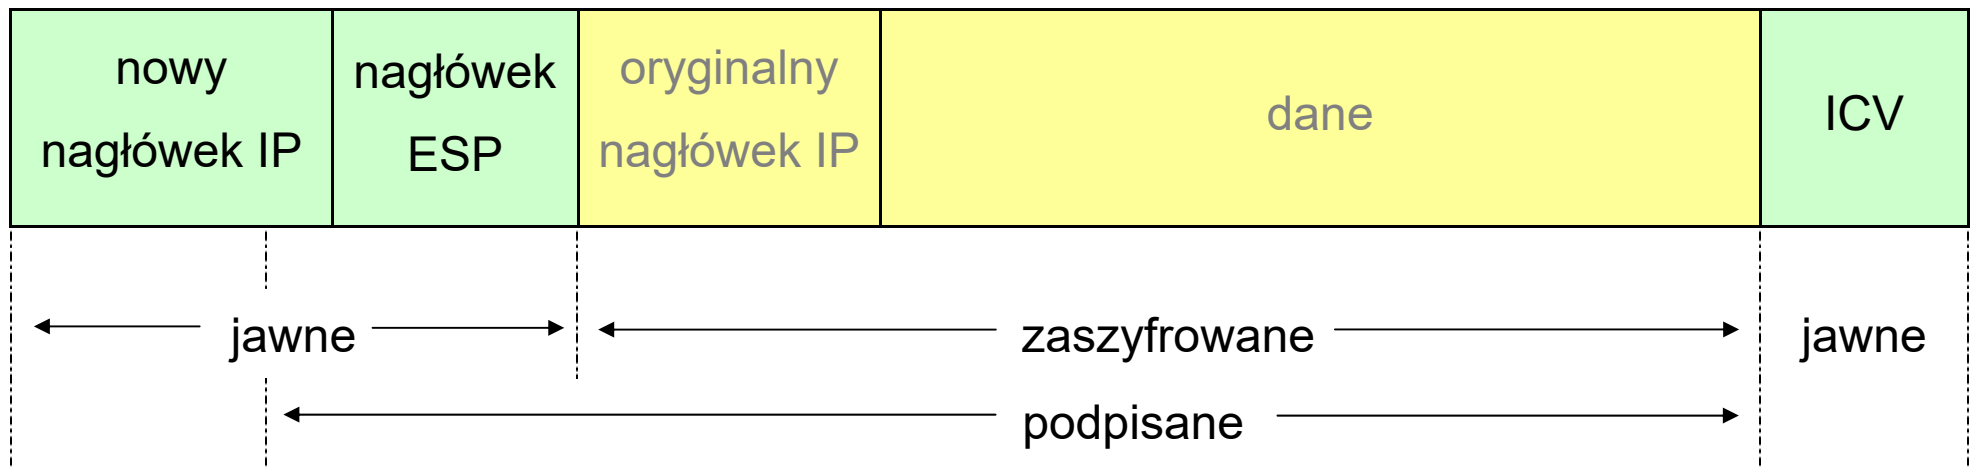 nowy
nagłówek IP
nagłówek
ESP
oryginalny
nagłówek IP
dane
ICV
jawne
zaszyfrowane
jawne
podpisane